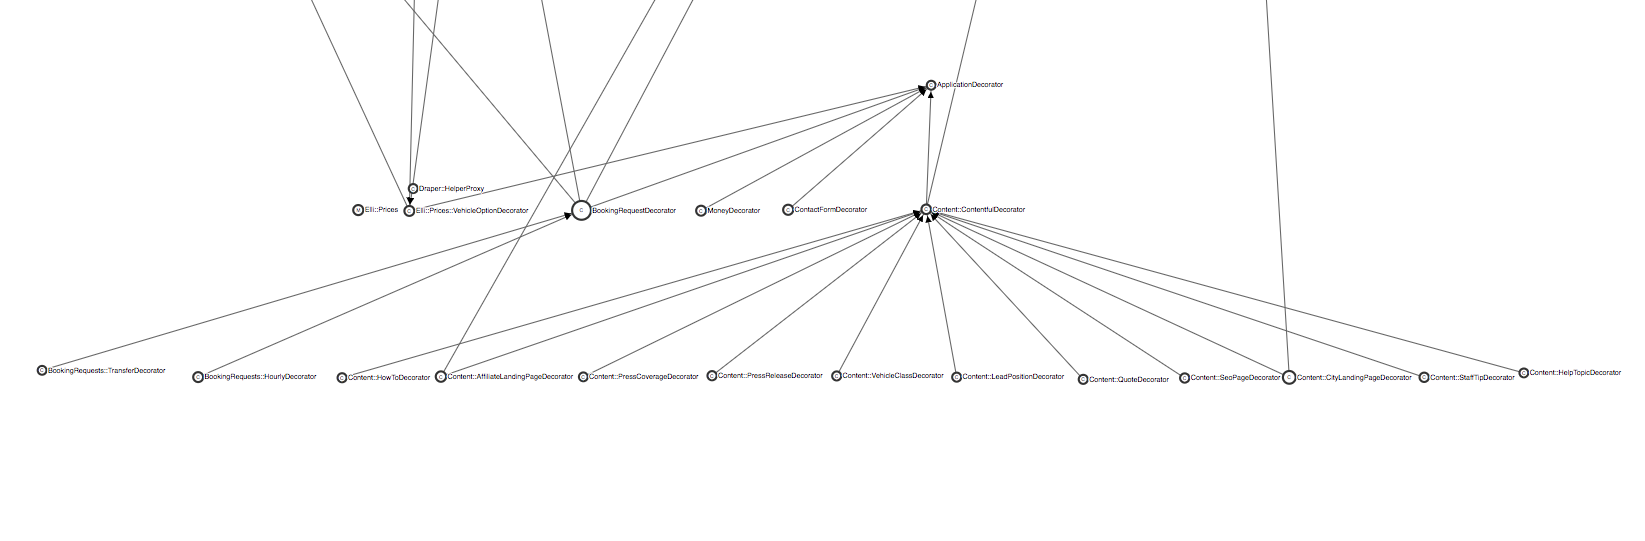 ApplicationDecorator
Draper::HelperProxy
Elli::Prices
Elli::Prices::VehicleOptionDecorator
BookingRequestDecorator
MoneyDecorator
ContactFormDecorator
Content::ContentfulDecorator
BookingRequests::TransferDecorator
BookingRequests::HourlyDecorator
Content::HowToDecorator
Content::AffiliateLandingPageDecorator
Content::PressCoverageDecorator
Content::PressReleaseDecorator
Content::VehicleClassDecorator
Content::LeadPositionDecorator
Content::QuoteDecorator
Content::SeoPageDecorator
Content::CityLandingPageDecorator
Content::StaffTipDecorator
Content::HelpTopicDecorator